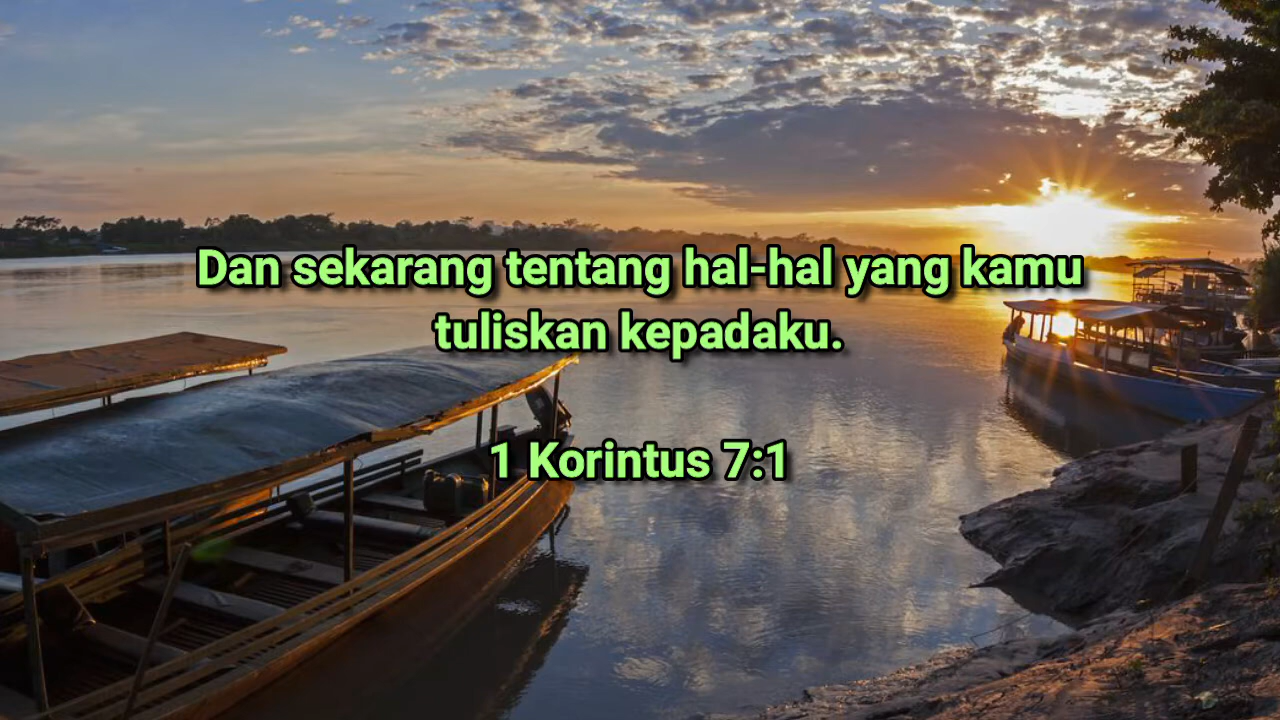 Dan sekarang tentang hal-hal yang kamu
tuliskan kepadaku.
1 Korintus 7:1